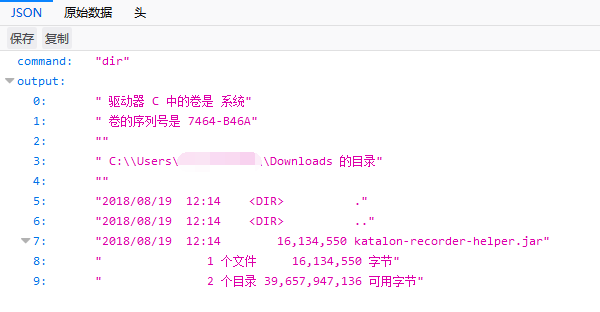 JSON 原始数据 头
保存 复制
command: "dir"
output:
0: " 驱动器 C 中的卷是 系统"
1: " 卷的序列号是 7464-B46A"
2: ""
3: " C:\\Users\ \Downloads 的目录"
4: ""
5: "2018/08/19  12:14    <DIR>          ."
6: "2018/08/19  12:14    <DIR>          .."
7: "2018/08/19  12:14        16,134,550 katalon-recorder-helper.jar"
8: "               1 个文件     16,134,550 字节"
9: "               2 个目录 39,657,947,136 可用字节"